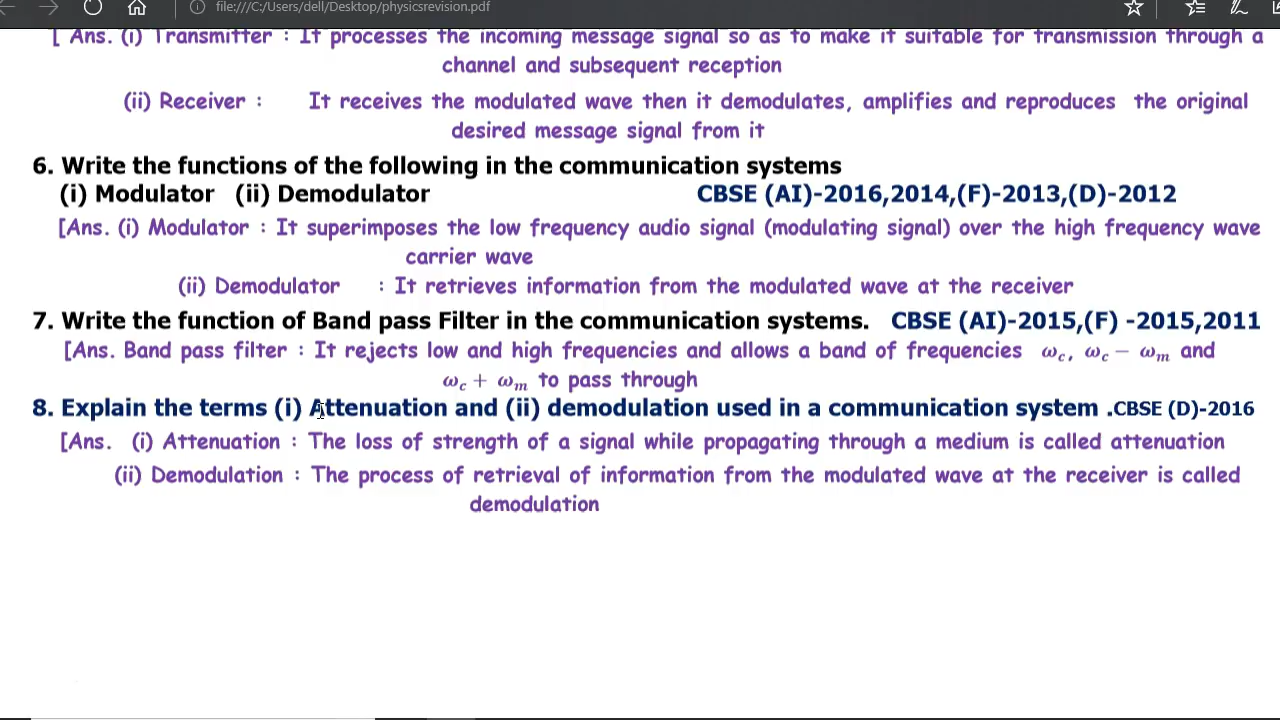 file:///C:/Users/dell/Desktop/physicsrevision.pdf
[ Ans. (i) Transmitter : It processes the incoming message signal so as to make it suitable for transmission through a
channel and subsequent reception
(ii) Receiver : It receives the modulated wave then it demodulates, amplifies and reproduces the original
desired message signal from it
6. Write the functions of the following in the communication systems
(i) Modulator (ii) Demodulator CBSE (AI)-2016,2014,(F)-2013,(D)-2012
[Ans. (i) Modulator : It superimposes the low frequency audio signal (modulating signal) over the high frequency wave
carrier wave
(ii) Demodulator : It retrieves information from the modulated wave at the receiver
7. Write the function of Band pass Filter in the communication systems. CBSE (AI)-2015,(F) -2015,2011
[Ans. Band pass filter : It rejects low and high frequencies and allows a band of frequencies ω_c, ω_c − ω_m and
ω_c + ω_m to pass through
8. Explain the terms (i) Attenuation and (ii) demodulation used in a communication system .CBSE (D)-2016
[Ans. (i) Attenuation : The loss of strength of a signal while propagating through a medium is called attenuation
(ii) Demodulation : The process of retrieval of information from the modulated wave at the receiver is called
demodulation